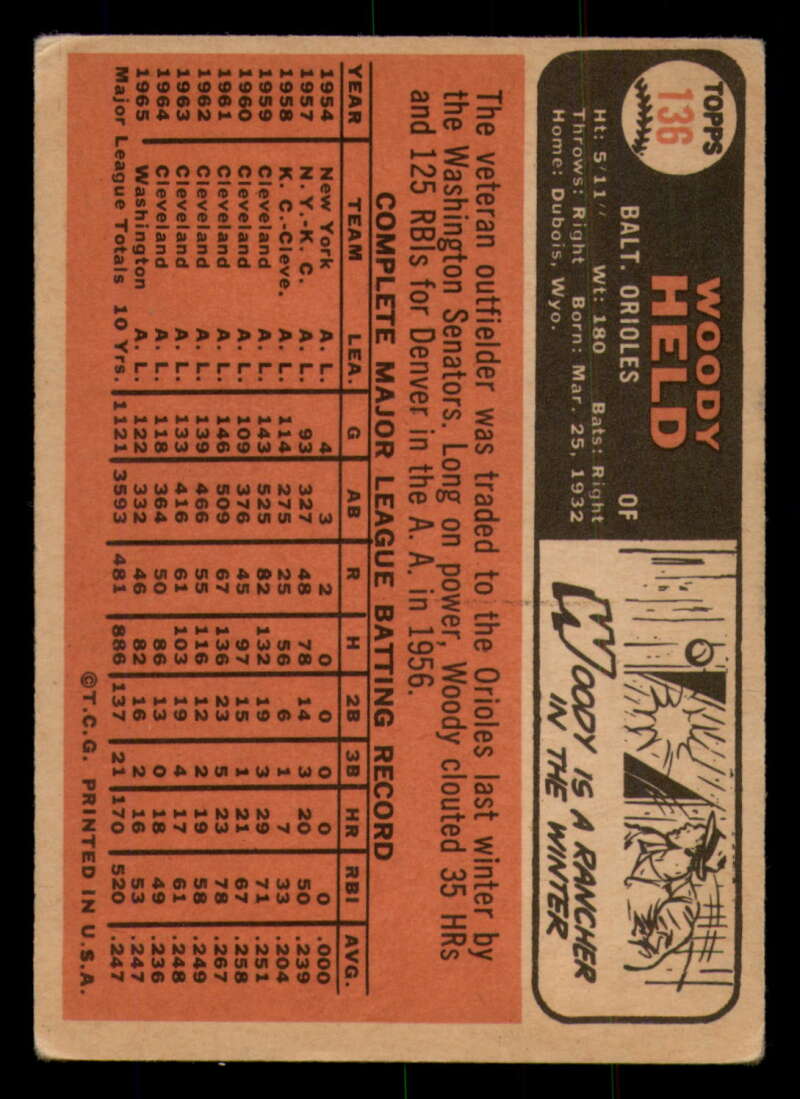 TOPPS
136
WOODY
HELD
BALT. ORIOLES OF
Ht: 5'11" Wt: 180 Bats: Right
Throws: Right Born: Mar. 25, 1932
Home: Dubois, Wyo.
WOODY IS A RANCHER
IN THE WINTER
The veteran outfielder was traded to the Orioles last winter by
the Washington Senators. Long on power, Woody clouted 35 HRs
and 125 RBIs for Denver in the A. A. in 1956.
COMPLETE MAJOR LEAGUE BATTING RECORD
YEAR TEAM LEA. G AB R H 2B 3B HR RBI AVG.
1954 New York A. L. 4 3 2 0 0 0 0 0 .000
1957 N. Y.-K. C. A. L. 93 327 48 78 14 3 20 50 .239
1958 K. C.-Cleve. A. L. 114 275 25 56 6 1 7 33 .204
1959 Cleveland A. L. 143 525 82 132 19 3 29 71 .251
1960 Cleveland A. L. 109 376 45 97 15 1 21 67 .258
1961 Cleveland A. L. 146 509 67 136 23 5 23 78 .267
1962 Cleveland A. L. 139 466 55 116 12 2 19 58 .249
1963 Cleveland A. L. 133 416 61 103 19 4 17 61 .248
1964 Cleveland A. L. 118 364 50 86 13 0 18 49 .236
1965 Washington A. L. 122 332 46 82 16 2 16 53 .247
Major League Totals 10 Yrs. 1121 3593 481 886 137 21 170 520 .247
©T.C.G. PRINTED IN U.S.A.